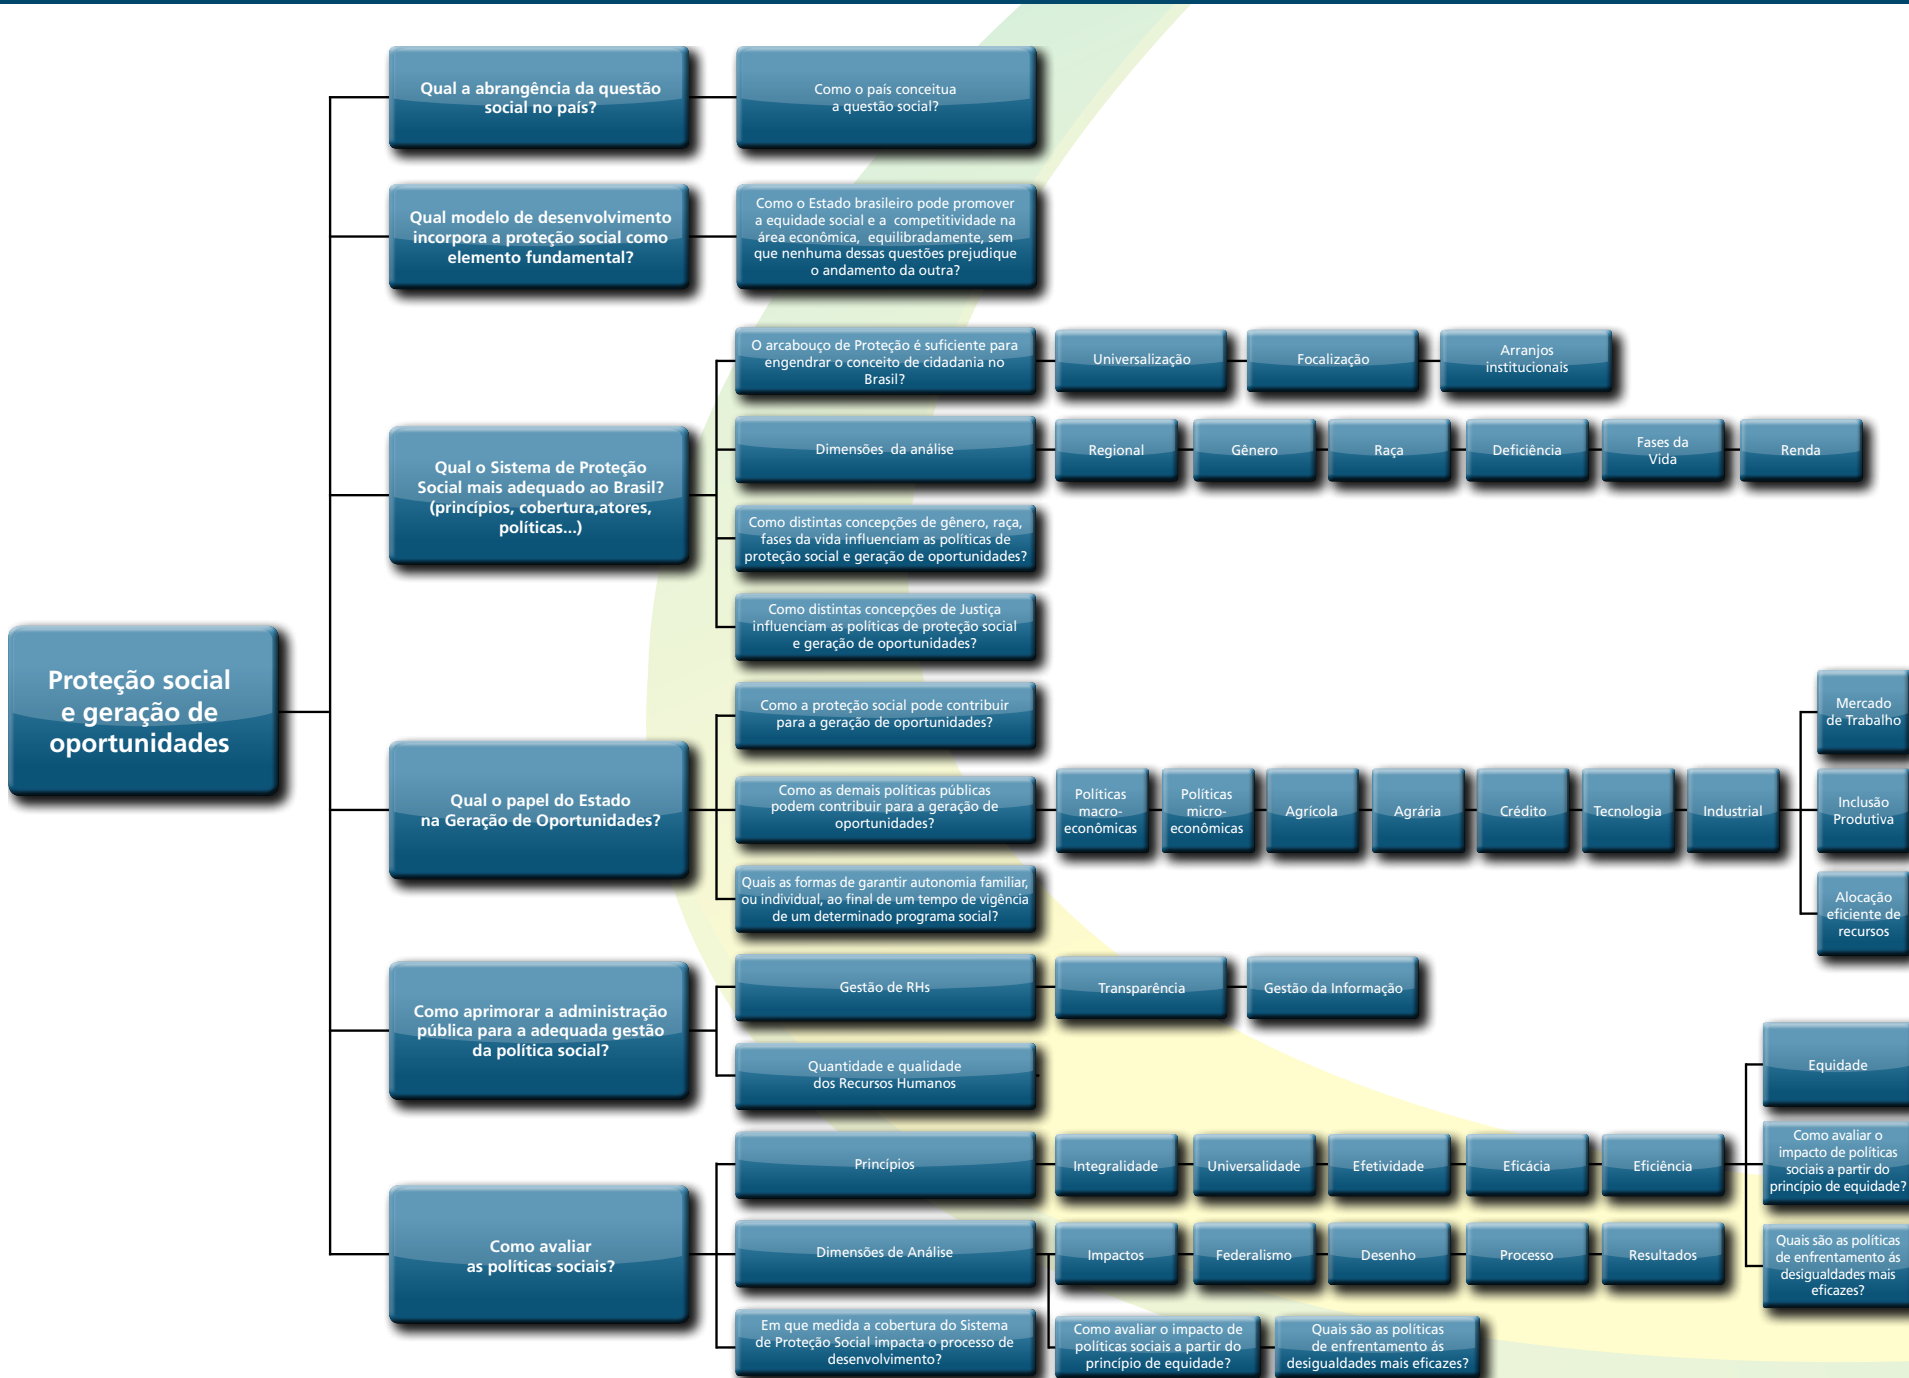 Proteção social
e geração de
oportunidades
Qual a abrangência da questão
social no país?
Como o país conceitua
a questão social?
Qual modelo de desenvolvimento
incorpora a proteção social como
elemento fundamental?
Como o Estado brasileiro pode promover
a equidade social e a competitividade na
área econômica, equilibradamente, sem
que nenhuma dessas questões prejudique
o andamento da outra?
Qual o Sistema de Proteção
Social mais adequado ao Brasil?
(princípios, cobertura,atores,
políticas...)
O arcabouço de Proteção é suficiente para
engendrar o conceito de cidadania no
Brasil?
Universalização
Focalização
Arranjos
institucionais
Dimensões da análise
Regional
Gênero
Raça
Deficiência
Fases da
Vida
Renda
Como distintas concepções de gênero, raça,
fases da vida influenciam as políticas de
proteção social e geração de oportunidades?
Como distintas concepções de Justiça
influenciam as políticas de proteção social
e geração de oportunidades?
Qual o papel do Estado
na Geração de Oportunidades?
Como a proteção social pode contribuir
para a geração de oportunidades?
Como as demais políticas públicas
podem contribuir para a geração de
oportunidades?
Políticas
macro-
econômicas
Políticas
micro-
econômicas
Agrícola
Agrária
Crédito
Tecnologia
Industrial
Mercado
de Trabalho
Inclusão
Produtiva
Alocação
eficiente de
recursos
Quais as formas de garantir autonomia familiar,
ou individual, ao final de um tempo de vigência
de um determinado programa social?
Como aprimorar a administração
pública para a adequada gestão
da política social?
Gestão de RHs
Transparência
Gestão da Informação
Quantidade e qualidade
dos Recursos Humanos
Como avaliar
as políticas sociais?
Princípios
Integralidade
Universalidade
Efetividade
Eficácia
Eficiência
Equidade
Como avaliar o
impacto de políticas
sociais a partir do
princípio de equidade?
Quais são as políticas
de enfrentamento ás
desigualdades mais
eficazes?
Dimensões de Análise
Impactos
Federalismo
Desenho
Processo
Resultados
Como avaliar o impacto de
políticas sociais a partir do
princípio de equidade?
Quais são as políticas
de enfrentamento ás
desigualdades mais eficazes?
Em que medida a cobertura do Sistema
de Proteção Social impacta o processo de
desenvolvimento?